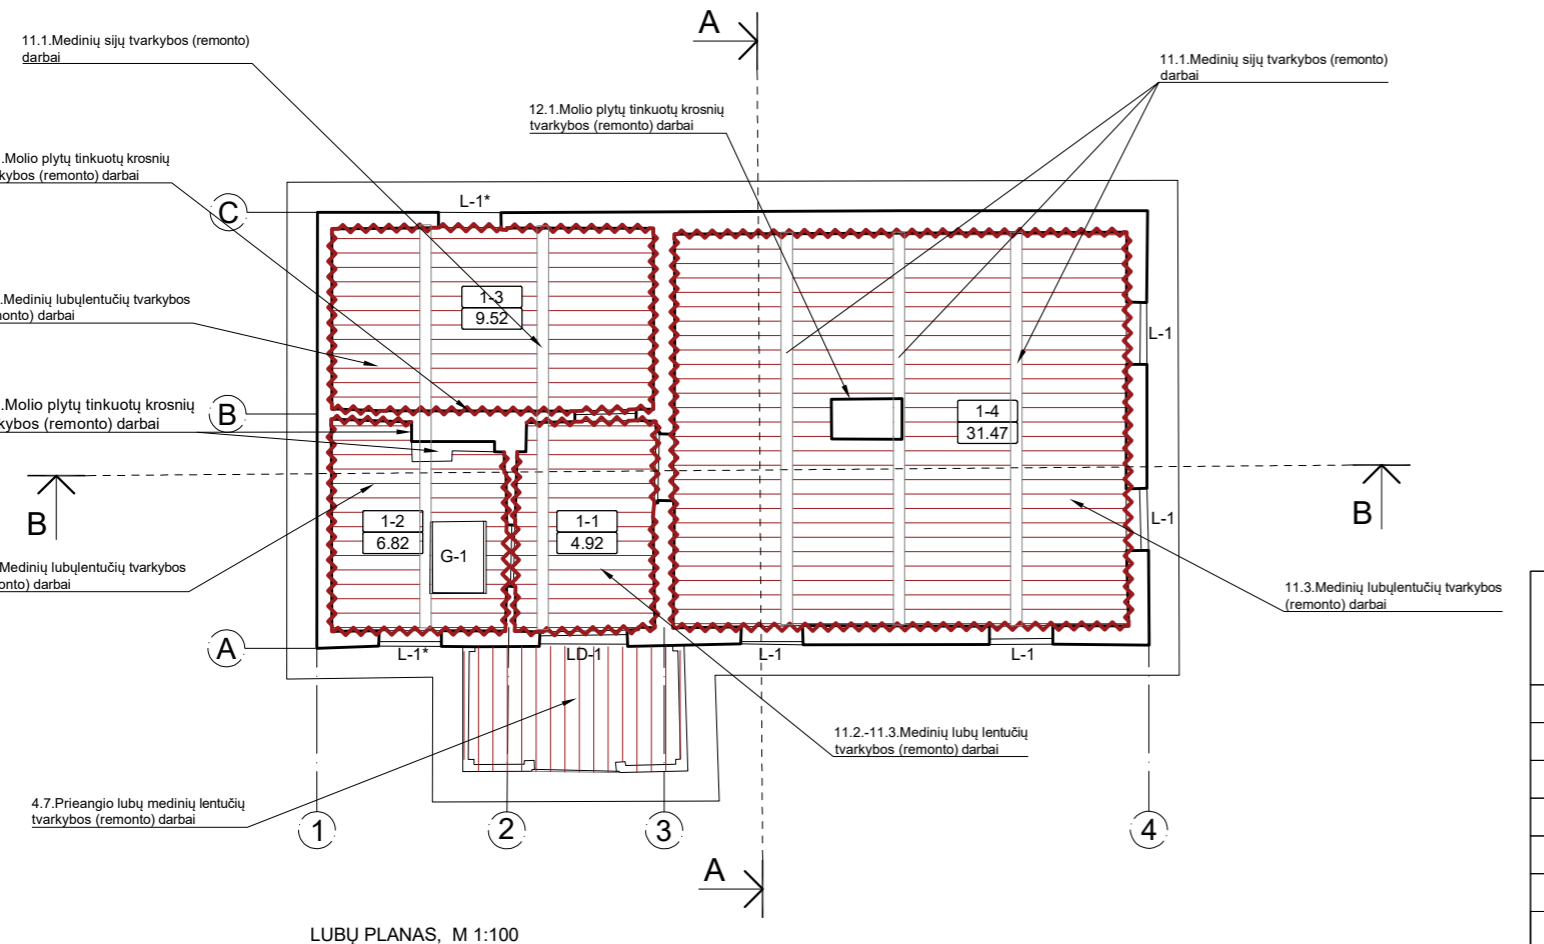 A
11.1.Medinių sijų tvarkybos (remonto)
darbai
11.1.Medinių sijų tvarkybos (remonto)
darbai
12.1.Molio plytų tinkuotų krosnių
tvarkybos (remonto) darbai
.Molio plytų tinkuotų krosnių
kybos (remonto) darbai
L-1*
C
1-3
9.52
.Medinių lubųlentučių tvarkybos
onto) darbai
L-1
.Molio plytų tinkuotų krosnių
kybos (remonto) darbai
B
1-4
31.47
B
1-2
6.82
G-1
1-1
4.92
L-1
B
Medinių lubųlentučių tvarkybos
onto) darbai
11.3.Medinių lubųlentučių tvarkybos
(remonto) darbai
A
L-1*
LD-1
L-1
L-1
11.2.-11.3.Medinių lubų lentučių
tvarkybos (remonto) darbai
4.7.Prieangio lubų medinių lentučių
tvarkybos (remonto) darbai
1
2
3
4
A
LUBŲ PLANAS, M 1:100